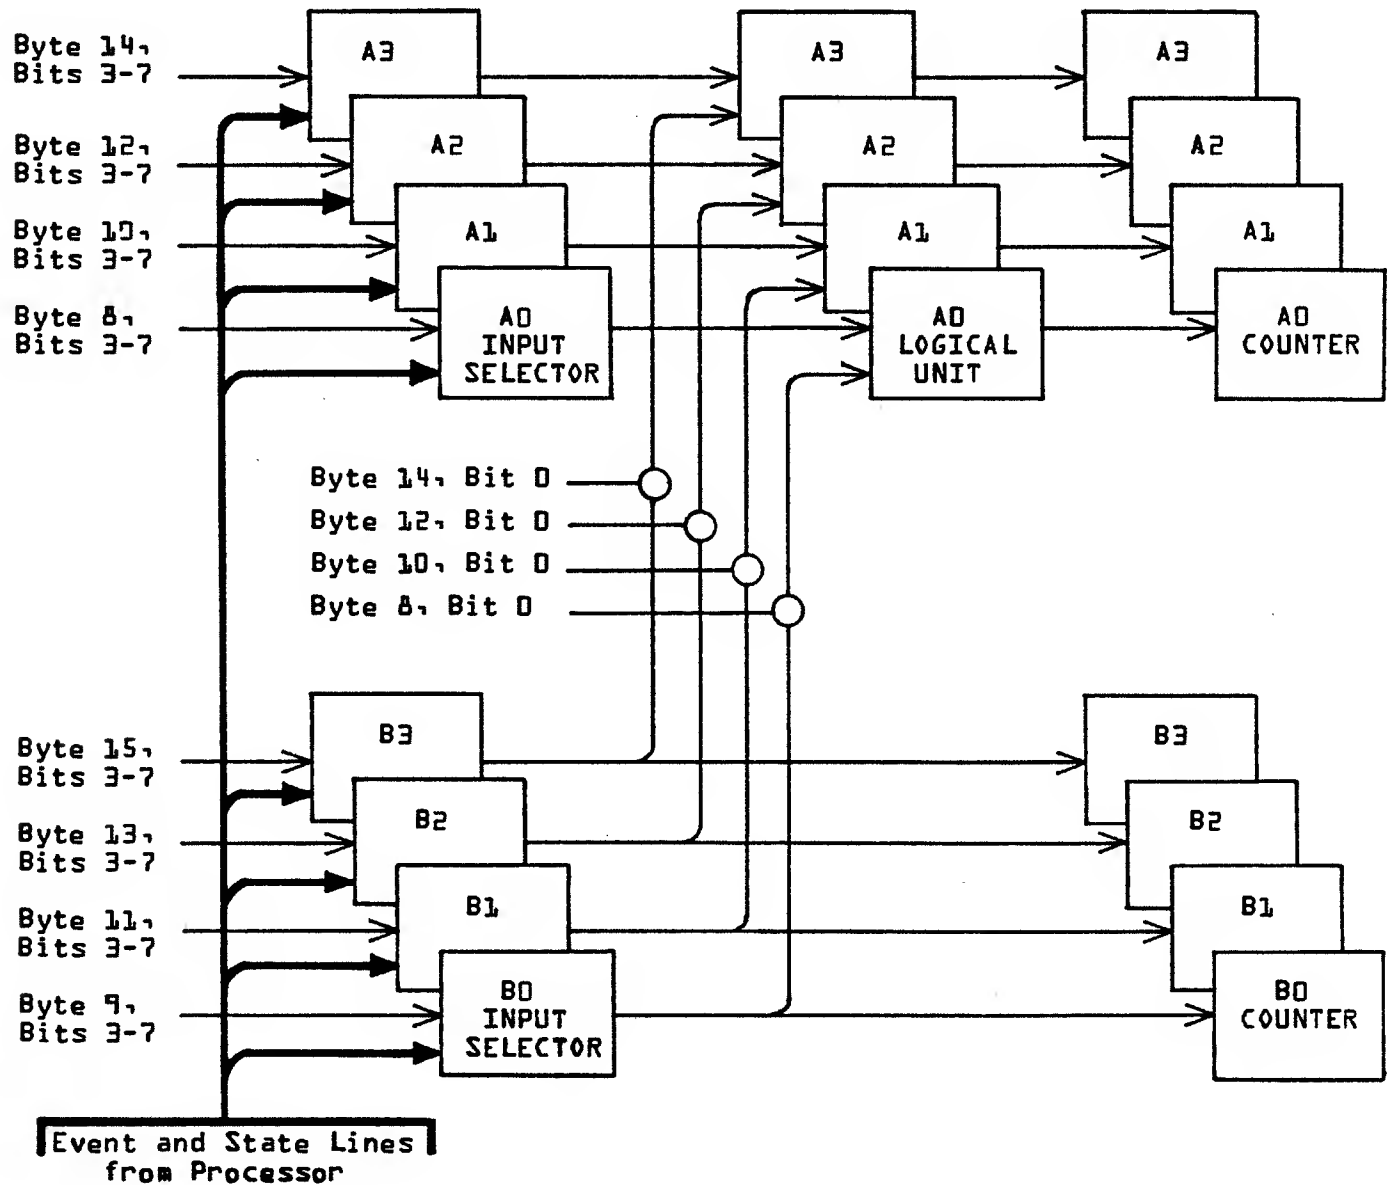 Byte 14,
Bits 3-7
A3
A3
A3
Byte 12,
Bits 3-7
A2
A2
A2
Byte 10,
Bits 3-7
A1
A1
A1
Byte 8,
Bits 3-7
A0
INPUT
SELECTOR
A0
LOGICAL
UNIT
A0
COUNTER
Byte 14, Bit 0
Byte 12, Bit 0
Byte 10, Bit 0
Byte 8, Bit 0
Byte 15,
Bits 3-7
B3
B3
Byte 13,
Bits 3-7
B2
B2
Byte 11,
Bits 3-7
B1
B1
Byte 9,
Bits 3-7
B0
INPUT
SELECTOR
B0
COUNTER
Event and State Lines
from Processor